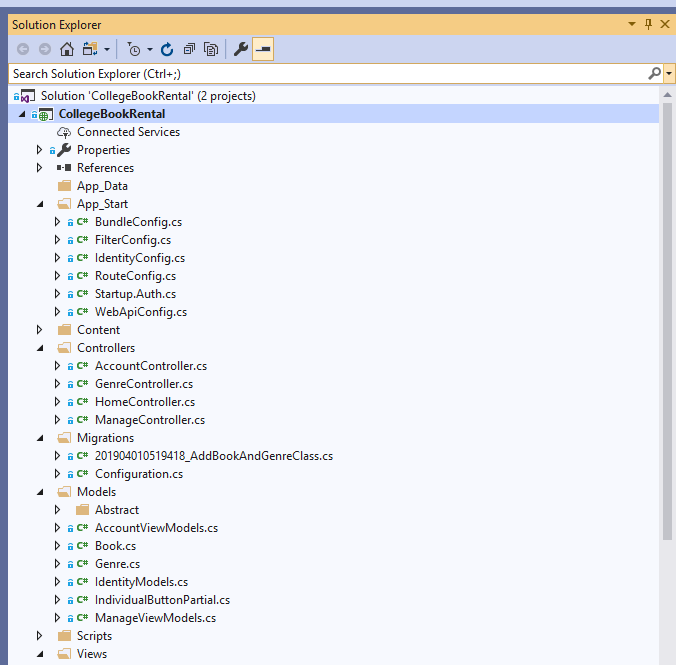 Solution Explorer
Search Solution Explorer (Ctrl+;)
Solution 'CollegeBookRental' (2 projects)
CollegeBookRental
Connected Services
Properties
References
App_Data
App_Start
C# BundleConfig.cs
C# FilterConfig.cs
C# IdentityConfig.cs
C# RouteConfig.cs
C# Startup.Auth.cs
C# WebApiConfig.cs
Content
Controllers
C# AccountController.cs
C# GenreController.cs
C# HomeController.cs
C# ManageController.cs
Migrations
C# 201904010519418_AddBookAndGenreClass.cs
C# Configuration.cs
Models
Abstract
C# AccountViewModels.cs
C# Book.cs
C# Genre.cs
C# IdentityModels.cs
C# IndividualButtonPartial.cs
C# ManageViewModels.cs
Scripts
Views